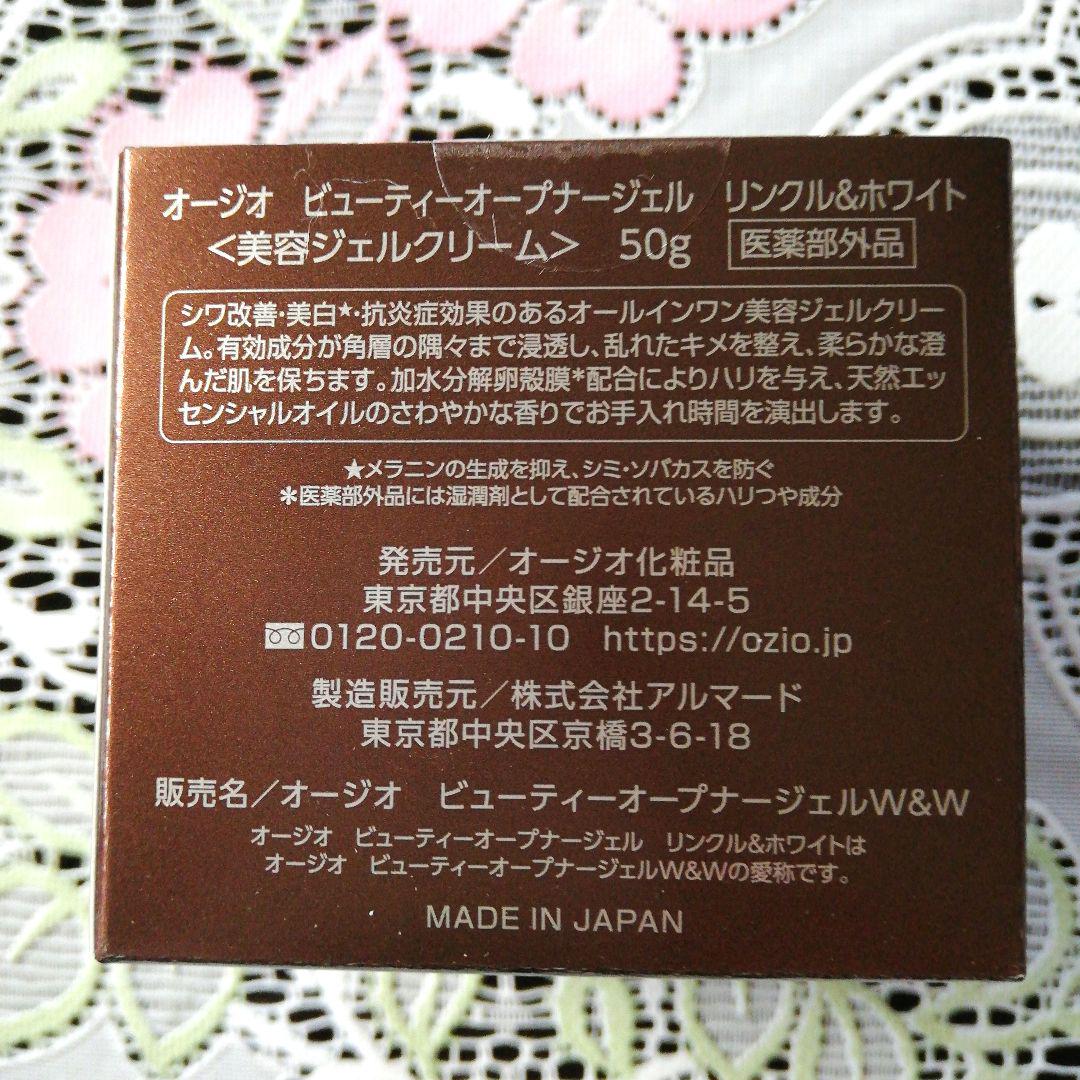 オージオ　ビューティーオープナージェル　リンクル&ホワイト
<美容ジェルクリーム>　50g　医薬部外品
シワ改善･美白★･抗炎症効果のあるオールインワン美容ジェルクリー
ム。有効成分が角層の隅々まで浸透し、乱れたキメを整え、柔らかな澄
んだ肌を保ちます。加水分解卵殻膜*配合によりハリを与え、天然エッ
センシャルオイルのさわやかな香りでお手入れ時間を演出します。
★メラニンの生成を抑え、シミ・ソバカスを防ぐ
*医薬部外品には湿潤剤として配合されているハリつや成分
発売元／オージオ化粧品
東京都中央区銀座2-14-5
0120-0210-10　https://ozio.jp
製造販売元／株式会社アルマード
東京都中央区京橋3-6-18
販売名／オージオ　ビューティーオープナージェルW&W
オージオ　ビューティーオープナージェル　リンクル&ホワイトは
オージオ　ビューティーオープナージェルW&Wの愛称です。
MADE IN JAPAN